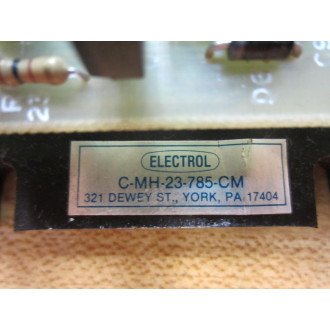 ELECTROL
C-MH-23-785-CM
321 DEWEY ST., YORK, PA 17404